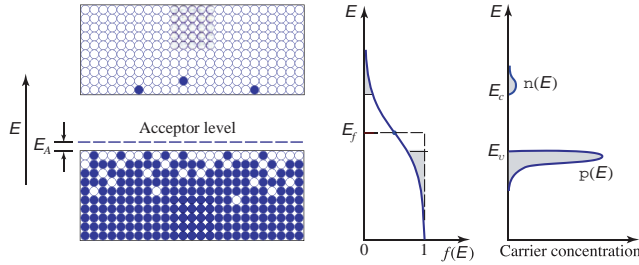 E
E_A
Acceptor level
E
E_f
0
1
f(E)
E
E_c
n(E)
E_v
p(E)
Carrier concentration